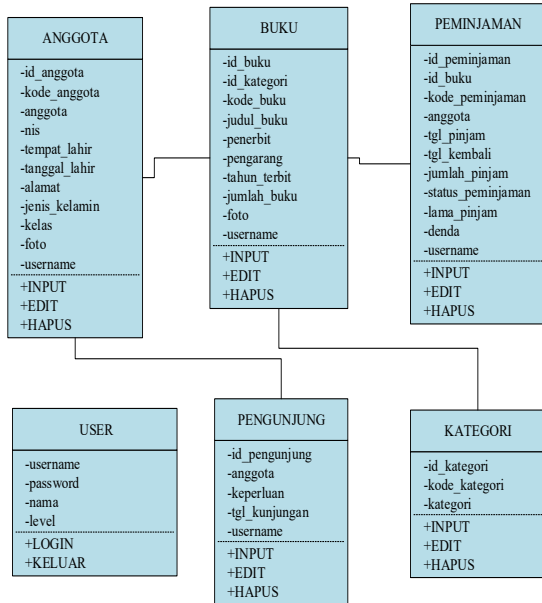 ANGGOTA
-id_anggota
-kode_anggota
-anggota
-nis
-tempat_lahir
-tanggal_lahir
-alamat
-jenis_kelamin
-kelas
-foto
-username
+INPUT
+EDIT
+HAPUS
BUKU
-id_buku
-id_kategori
-kode_buku
-judul_buku
-penerbit
-pengarang
-tahun_terbit
-jumlah_buku
-foto
-username
+INPUT
+EDIT
+HAPUS
PEMINJAMAN
-id_peminjaman
-id_buku
-kode_peminjaman
-anggota
-tgl_pinjam
-tgl_kembali
-jumlah_pinjam
-status_peminjaman
-lama_pinjam
-denda
-username
+INPUT
+EDIT
+HAPUS
USER
-username
-password
-nama
-level
+LOGIN
+KELUAR
PENGUNJUNG
-id_pengunjung
-anggota
-keperluan
-tgl_kunjungan
-username
+INPUT
+EDIT
+HAPUS
KATEGORI
-id_kategori
-kode_kategori
-kategori
+INPUT
+EDIT
+HAPUS